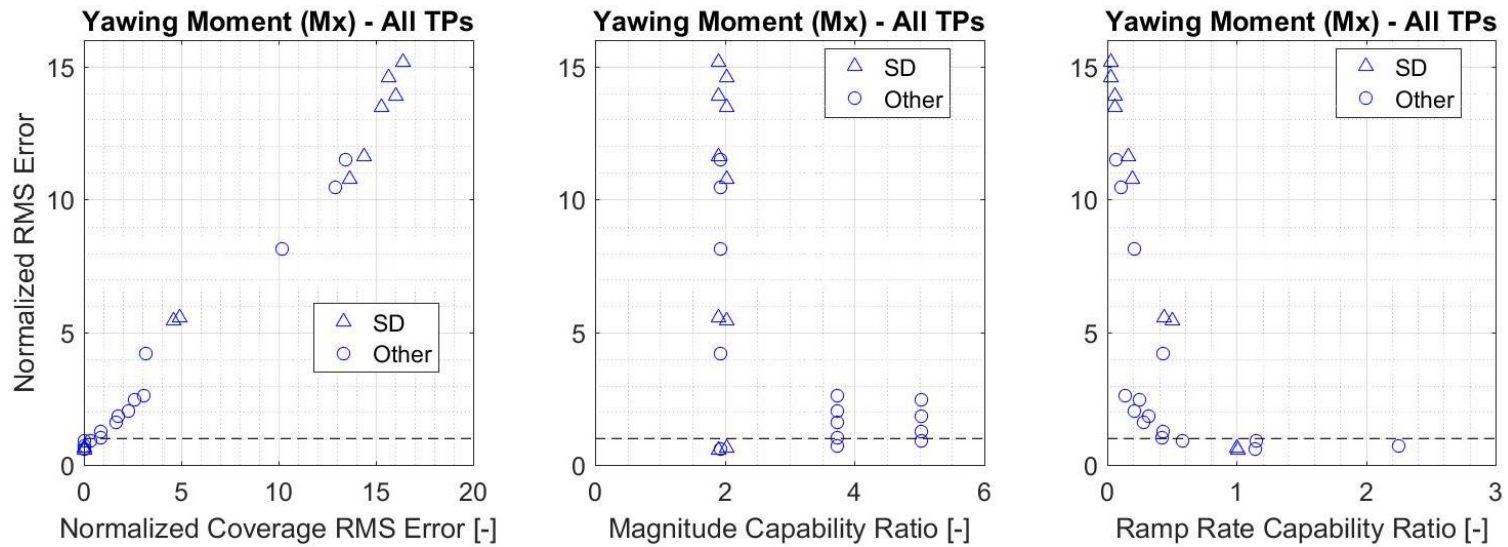 Yawing Moment (Mx) - All TPs
Normalized RMS Error
15
10
5
0
SD
Other
0 5 10 15 20
Normalized Coverage RMS Error [-]
Yawing Moment (Mx) - All TPs
15
10
5
0
SD
Other
0 2 4 6
Magnitude Capability Ratio [-]
Yawing Moment (Mx) - All TPs
15
10
5
0
SD
Other
0 1 2 3
Ramp Rate Capability Ratio [-]